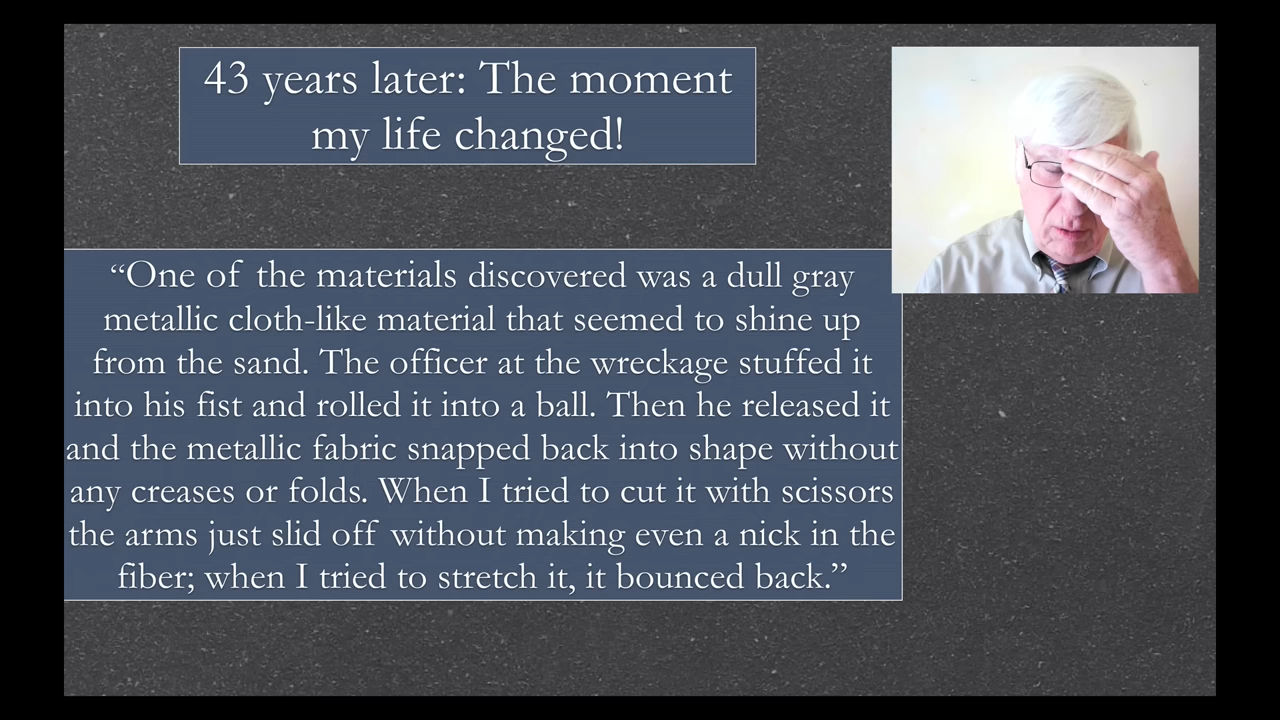 43 years later: The moment
my life changed!
“One of the materials discovered was a dull gray
metallic cloth-like material that seemed to shine up
from the sand. The officer at the wreckage stuffed it
into his fist and rolled it into a ball. Then he released it
and the metallic fabric snapped back into shape without
any creases or folds. When I tried to cut it with scissors
the arms just slid off without making even a nick in the
fiber; when I tried to stretch it, it bounced back.”